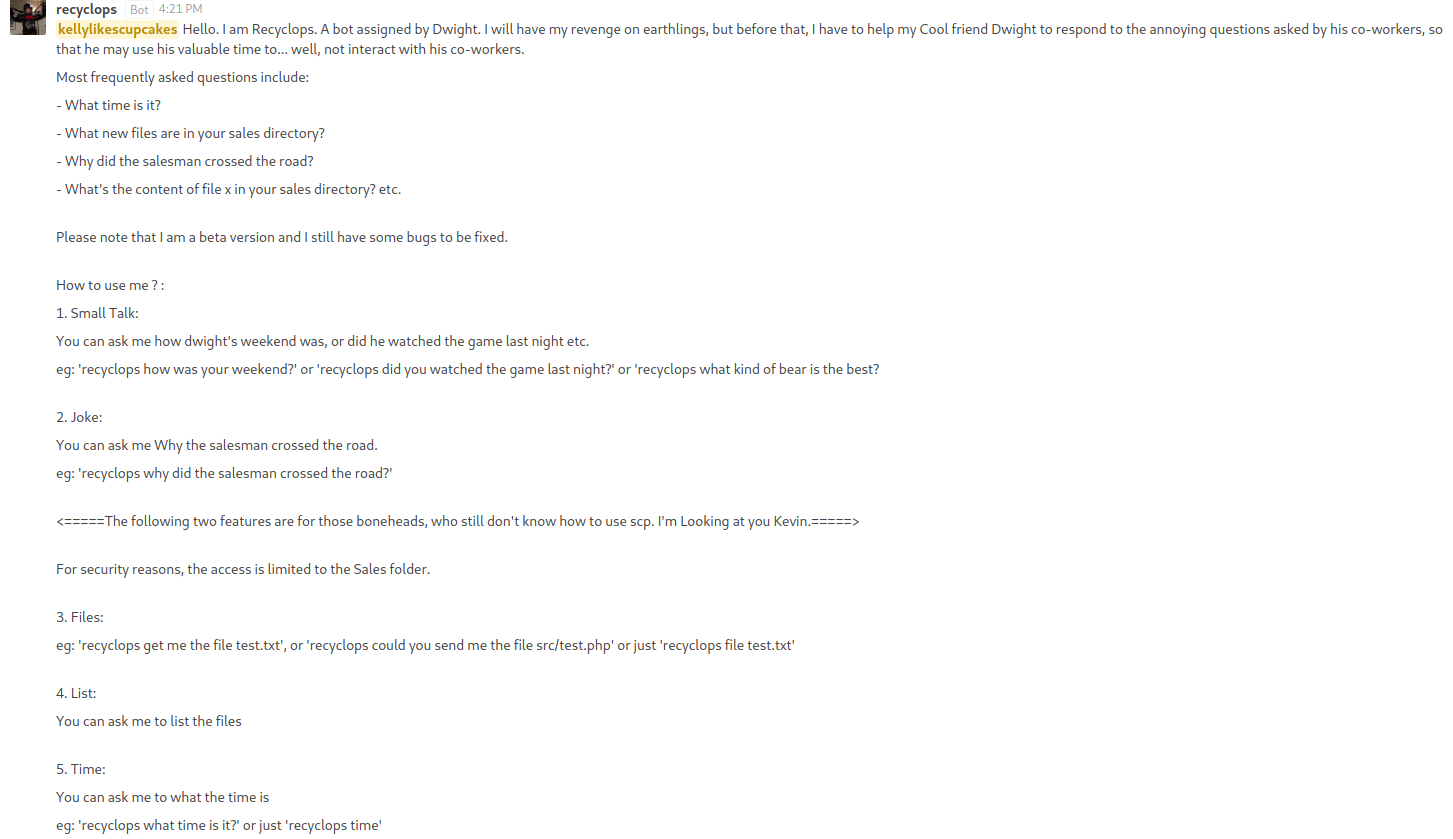 recyclops Bot 4:21 PM
kellylikescupcakes Hello. I am Recyclops. A bot assigned by Dwight. I will have my revenge on earthlings, but before that, I have to help my Cool friend Dwight to respond to the annoying questions asked by his co-workers, so
that he may use his valuable time to... well, not interact with his co-workers.
Most frequently asked questions include:
- What time is it?
- What new files are in your sales directory?
- Why did the salesman crossed the road?
- What's the content of file x in your sales directory? etc.
Please note that I am a beta version and I still have some bugs to be fixed.
How to use me ? :
1. Small Talk:
You can ask me how dwight's weekend was, or did he watched the game last night etc.
eg: 'recyclops how was your weekend?' or 'recyclops did you watched the game last night?' or 'recyclops what kind of bear is the best?
2. Joke:
You can ask me Why the salesman crossed the road.
eg: 'recyclops why did the salesman crossed the road?'
<=====The following two features are for those boneheads, who still don't know how to use scp. I'm Looking at you Kevin.=====>
For security reasons, the access is limited to the Sales folder.
3. Files:
eg: 'recyclops get me the file test.txt', or 'recyclops could you send me the file src/test.php' or just 'recyclops file test.txt'
4. List:
You can ask me to list the files
5. Time:
You can ask me to what the time is
eg: 'recyclops what time is it?' or just 'recyclops time'